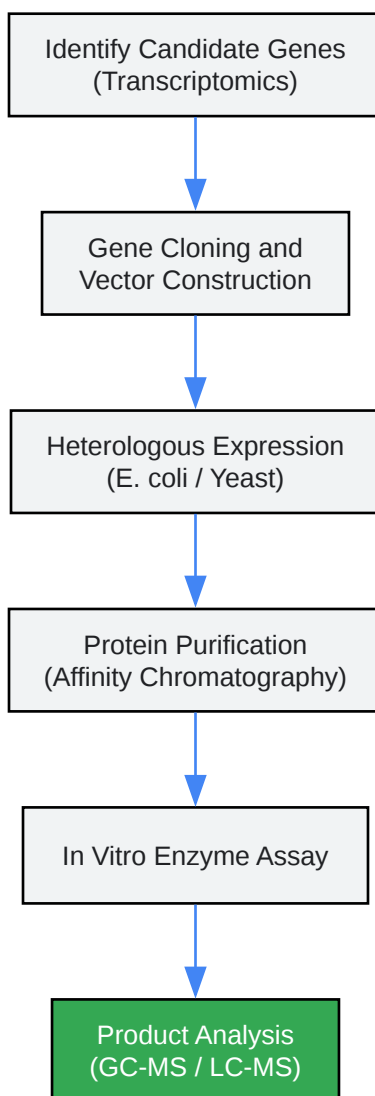 Identify Candidate Genes
(Transcriptomics)
Gene Cloning and
Vector Construction
Heterologous Expression
(E. coli / Yeast)
Protein Purification
(Affinity Chromatography)
In Vitro Enzyme Assay
Product Analysis
(GC-MS / LC-MS)